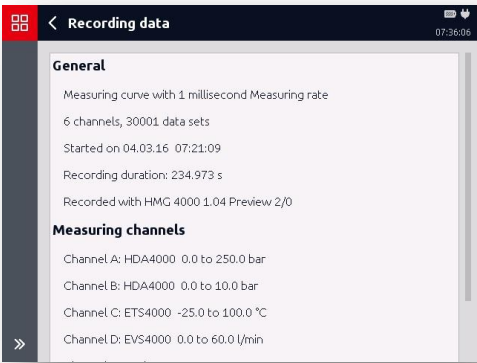 Recording data
07:36:06
General
Measuring curve with 1 millisecond Measuring rate
6 channels, 30001 data sets
Started on 04.03.16 07:21:09
Recording duration: 234.973 s
Recorded with HMG 4000 1.04 Preview 2/0
Measuring channels
Channel A: HDA4000 0.0 to 250.0 bar
Channel B: HDA4000 0.0 to 10.0 bar
Channel C: ETS4000 -25.0 to 100.0 °C
Channel D: EVS4000 0.0 to 60.0 l/min